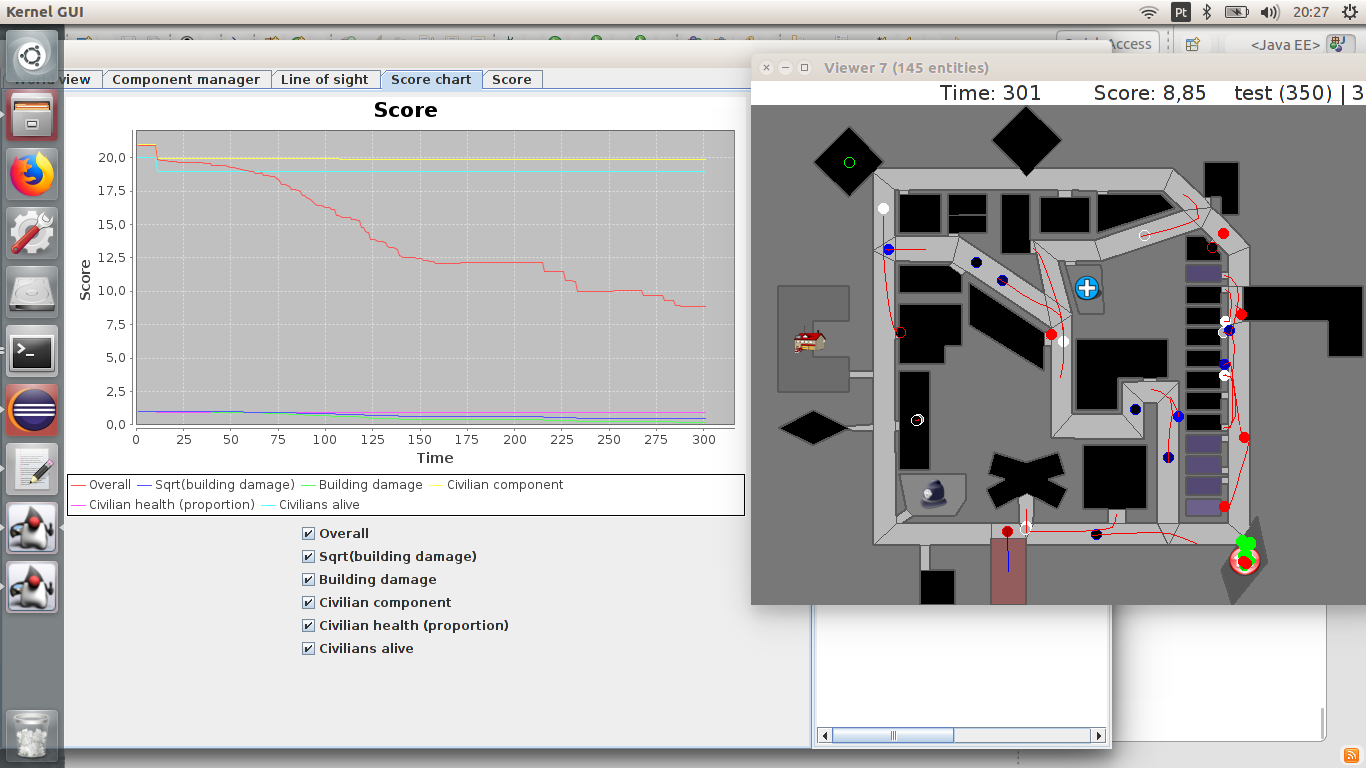 Kernel GUI
Pt
20:27
Access
<Java EE>
view
Component manager
Line of sight
Score chart
Score
Viewer 7 (145 entities)
Time: 301
Score: 8,85
test (350) | 3
Score
20,0
17,5
15,0
12,5
10,0
7,5
5,0
2,5
0,0
Score
0
25
50
75
100
125
150
175
200
225
250
275
300
Time
Overall
Sqrt(building damage)
Building damage
Civilian component
Civilian health (proportion)
Civilians alive
Overall
Sqrt(building damage)
Building damage
Civilian component
Civilian health (proportion)
Civilians alive